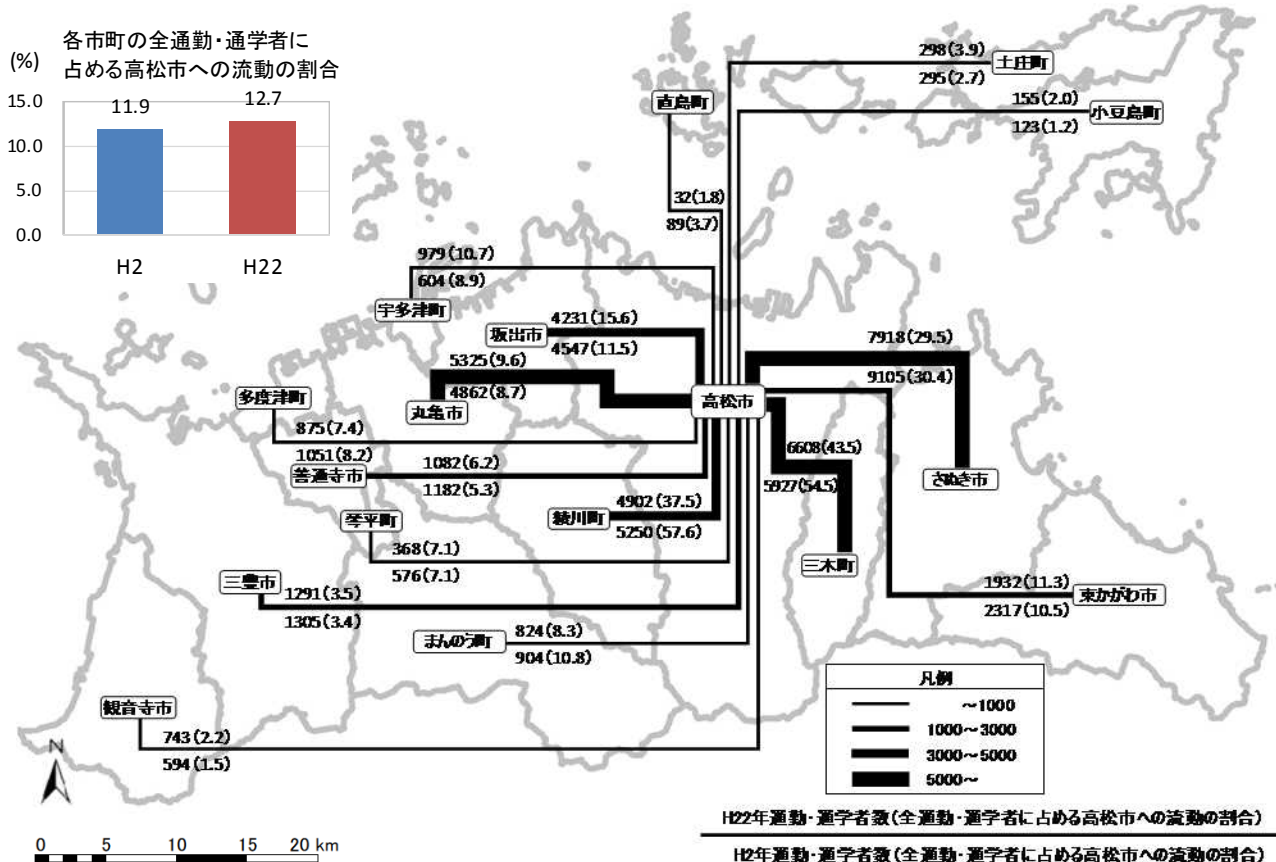 各市町の全通勤・通学者に
占める高松市への流動の割合
(%)
15.0
10.0
5.0
0.0
11.9
12.7
H2
H22
298(3.9)
土庄町
295(2.7)
直島町
155(2.0)
小豆島町
123(1.2)
32(1.8)
89(3.7)
979(10.7)
604(8.9)
宇多津町
4231(15.6)
坂出市
4547(11.5)
7918(29.5)
9105(30.4)
5325(9.6)
4862(8.7)
丸亀市
高松市
多度津町
875(7.4)
1051(8.2)
6608(43.5)
5927(54.5)
さぬき市
1082(6.2)
善通寺市
1182(5.3)
4902(37.5)
綾川町
5250(57.6)
琴平町
368(7.1)
576(7.1)
三木町
三豊市
1291(3.5)
1305(3.4)
1932(11.3)
東かがわ市
2317(10.5)
824(8.3)
まんのう町
904(10.8)
観音寺市
743(2.2)
594(1.5)
凡例
～1000
1000～3000
3000～5000
5000～
N
0 5 10 15 20 km
H22年通勤・通学者数(全通勤・通学者に占める高松市への流動の割合)
H2年通勤・通学者数(全通勤・通学者に占める高松市への流動の割合)